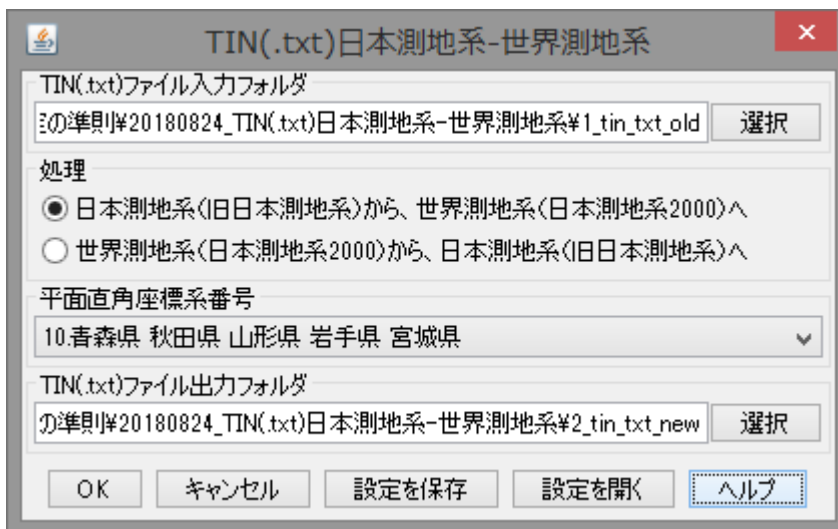 TIN(.txt)日本測地系-世界測地系
TIN(.txt)ファイル入力フォルダ
の準則¥20180824_TIN(.txt)日本測地系-世界測地系¥1_tin_txt_old
選択
処理
日本測地系(旧日本測地系)から、世界測地系(日本測地系2000)へ
世界測地系(日本測地系2000)から、日本測地系(旧日本測地系)へ
平面直角座標系番号
10.青森県 秋田県 山形県 岩手県 宮城県
TIN(.txt)ファイル出力フォルダ
の準則¥20180824_TIN(.txt)日本測地系-世界測地系¥2_tin_txt_new
選択
OK キャンセル 設定を保存 設定を開く ヘルプ